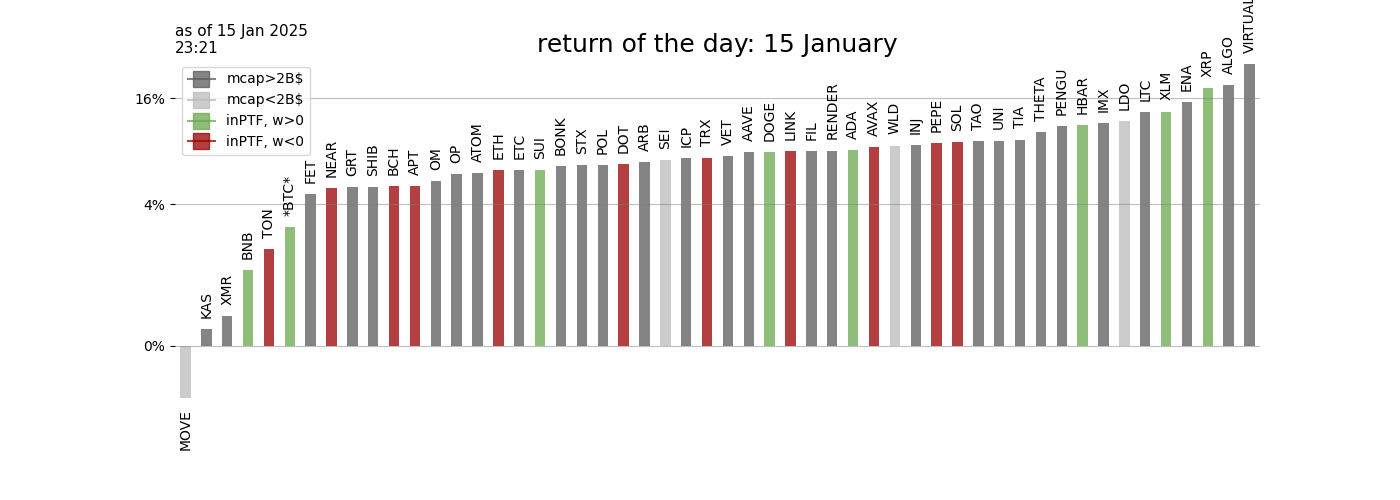 as of 15 Jan 2025
23:21
return of the day: 15 January
mcap>2B$
mcap<2B$
inPTF, w>0
inPTF, w<0
16%
4%
0%
MOVE
KAS
XMR
BNB
TON
*BTC*
FET
NEAR
GRT
SHIB
BCH
APT
OM
OP
ATOM
ETH
ETC
SUI
BONK
STX
POL
DOT
ARB
SEI
ICP
TRX
VET
AAVE
DOGE
LINK
FIL
RENDER
ADA
AVAX
WLD
INJ
PEPE
SOL
TAO
UNI
TIA
THETA
PENGU
HBAR
IMX
LDO
LTC
XLM
ENA
XRP
ALGO
VIRTUAL